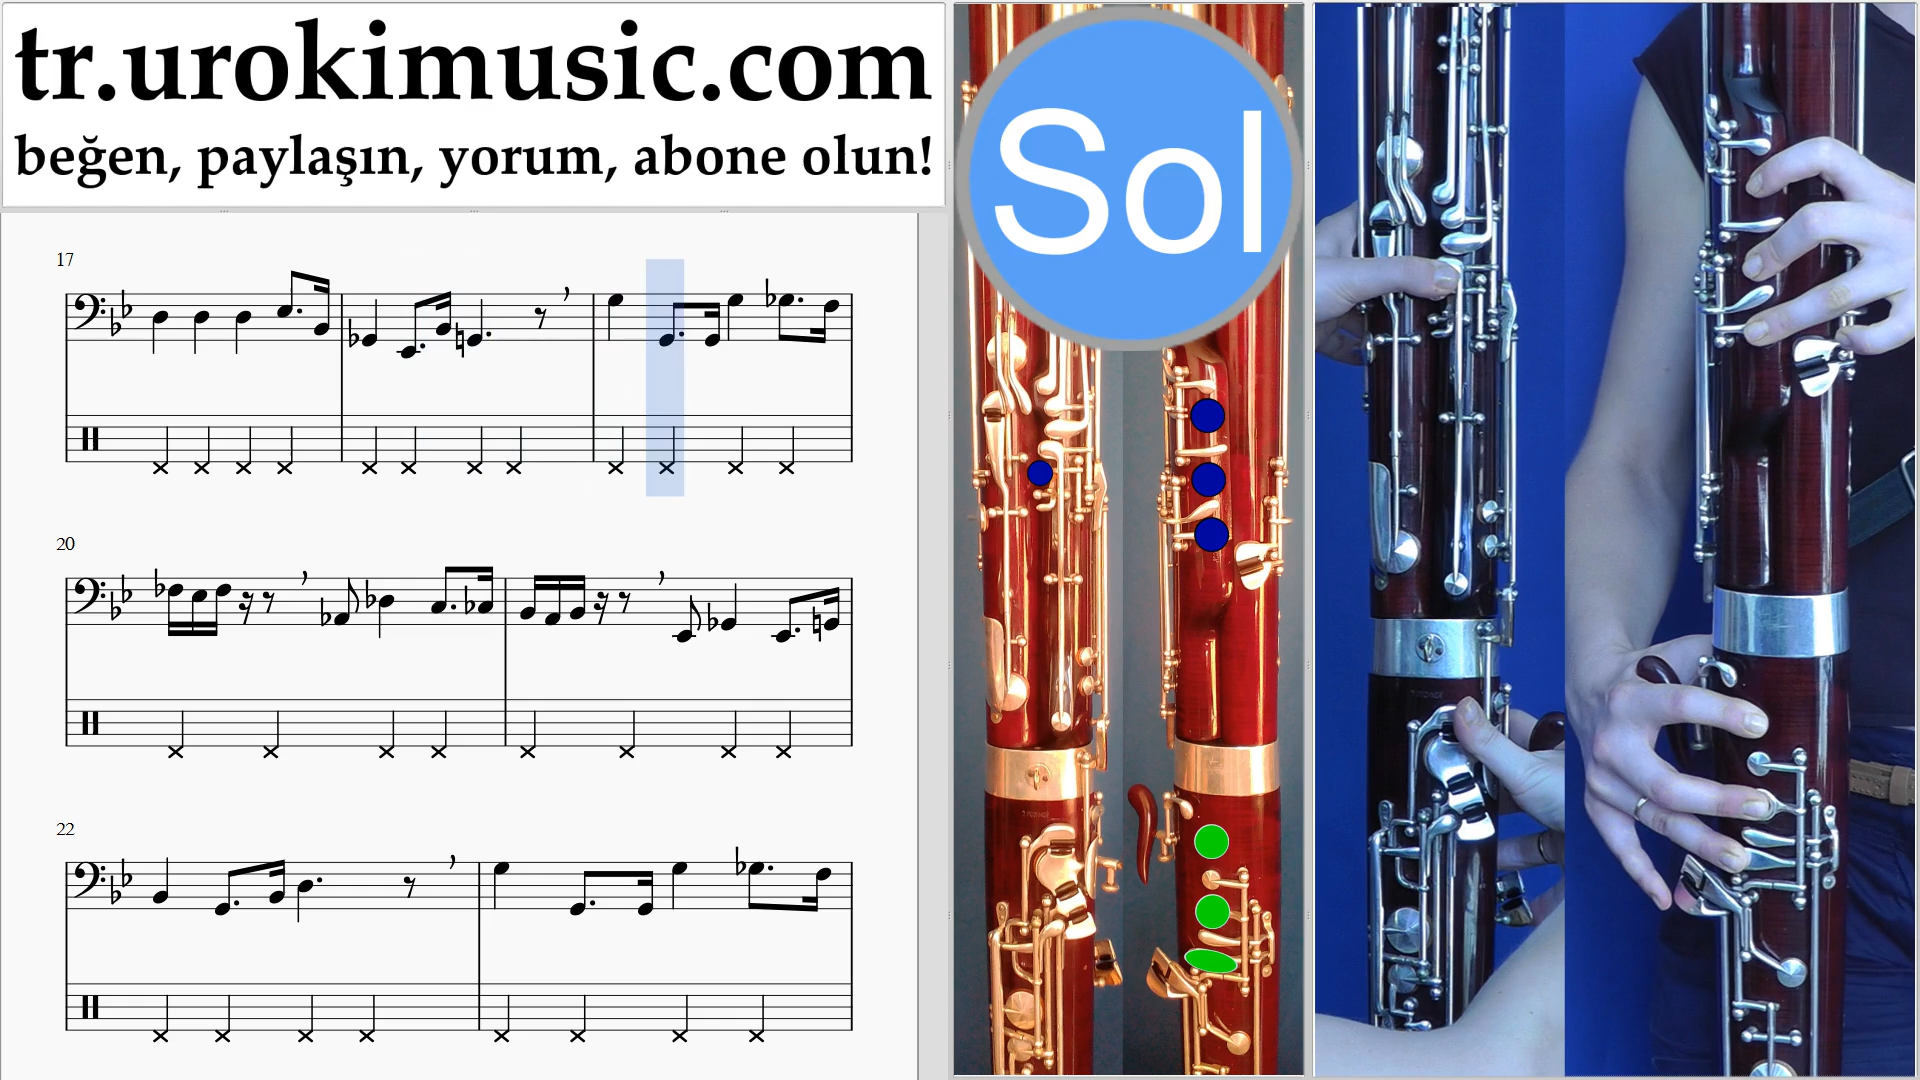 tr.urokimusic.com
beğen, paylaşın, yorum, abone olun!
Sol
17
20
22